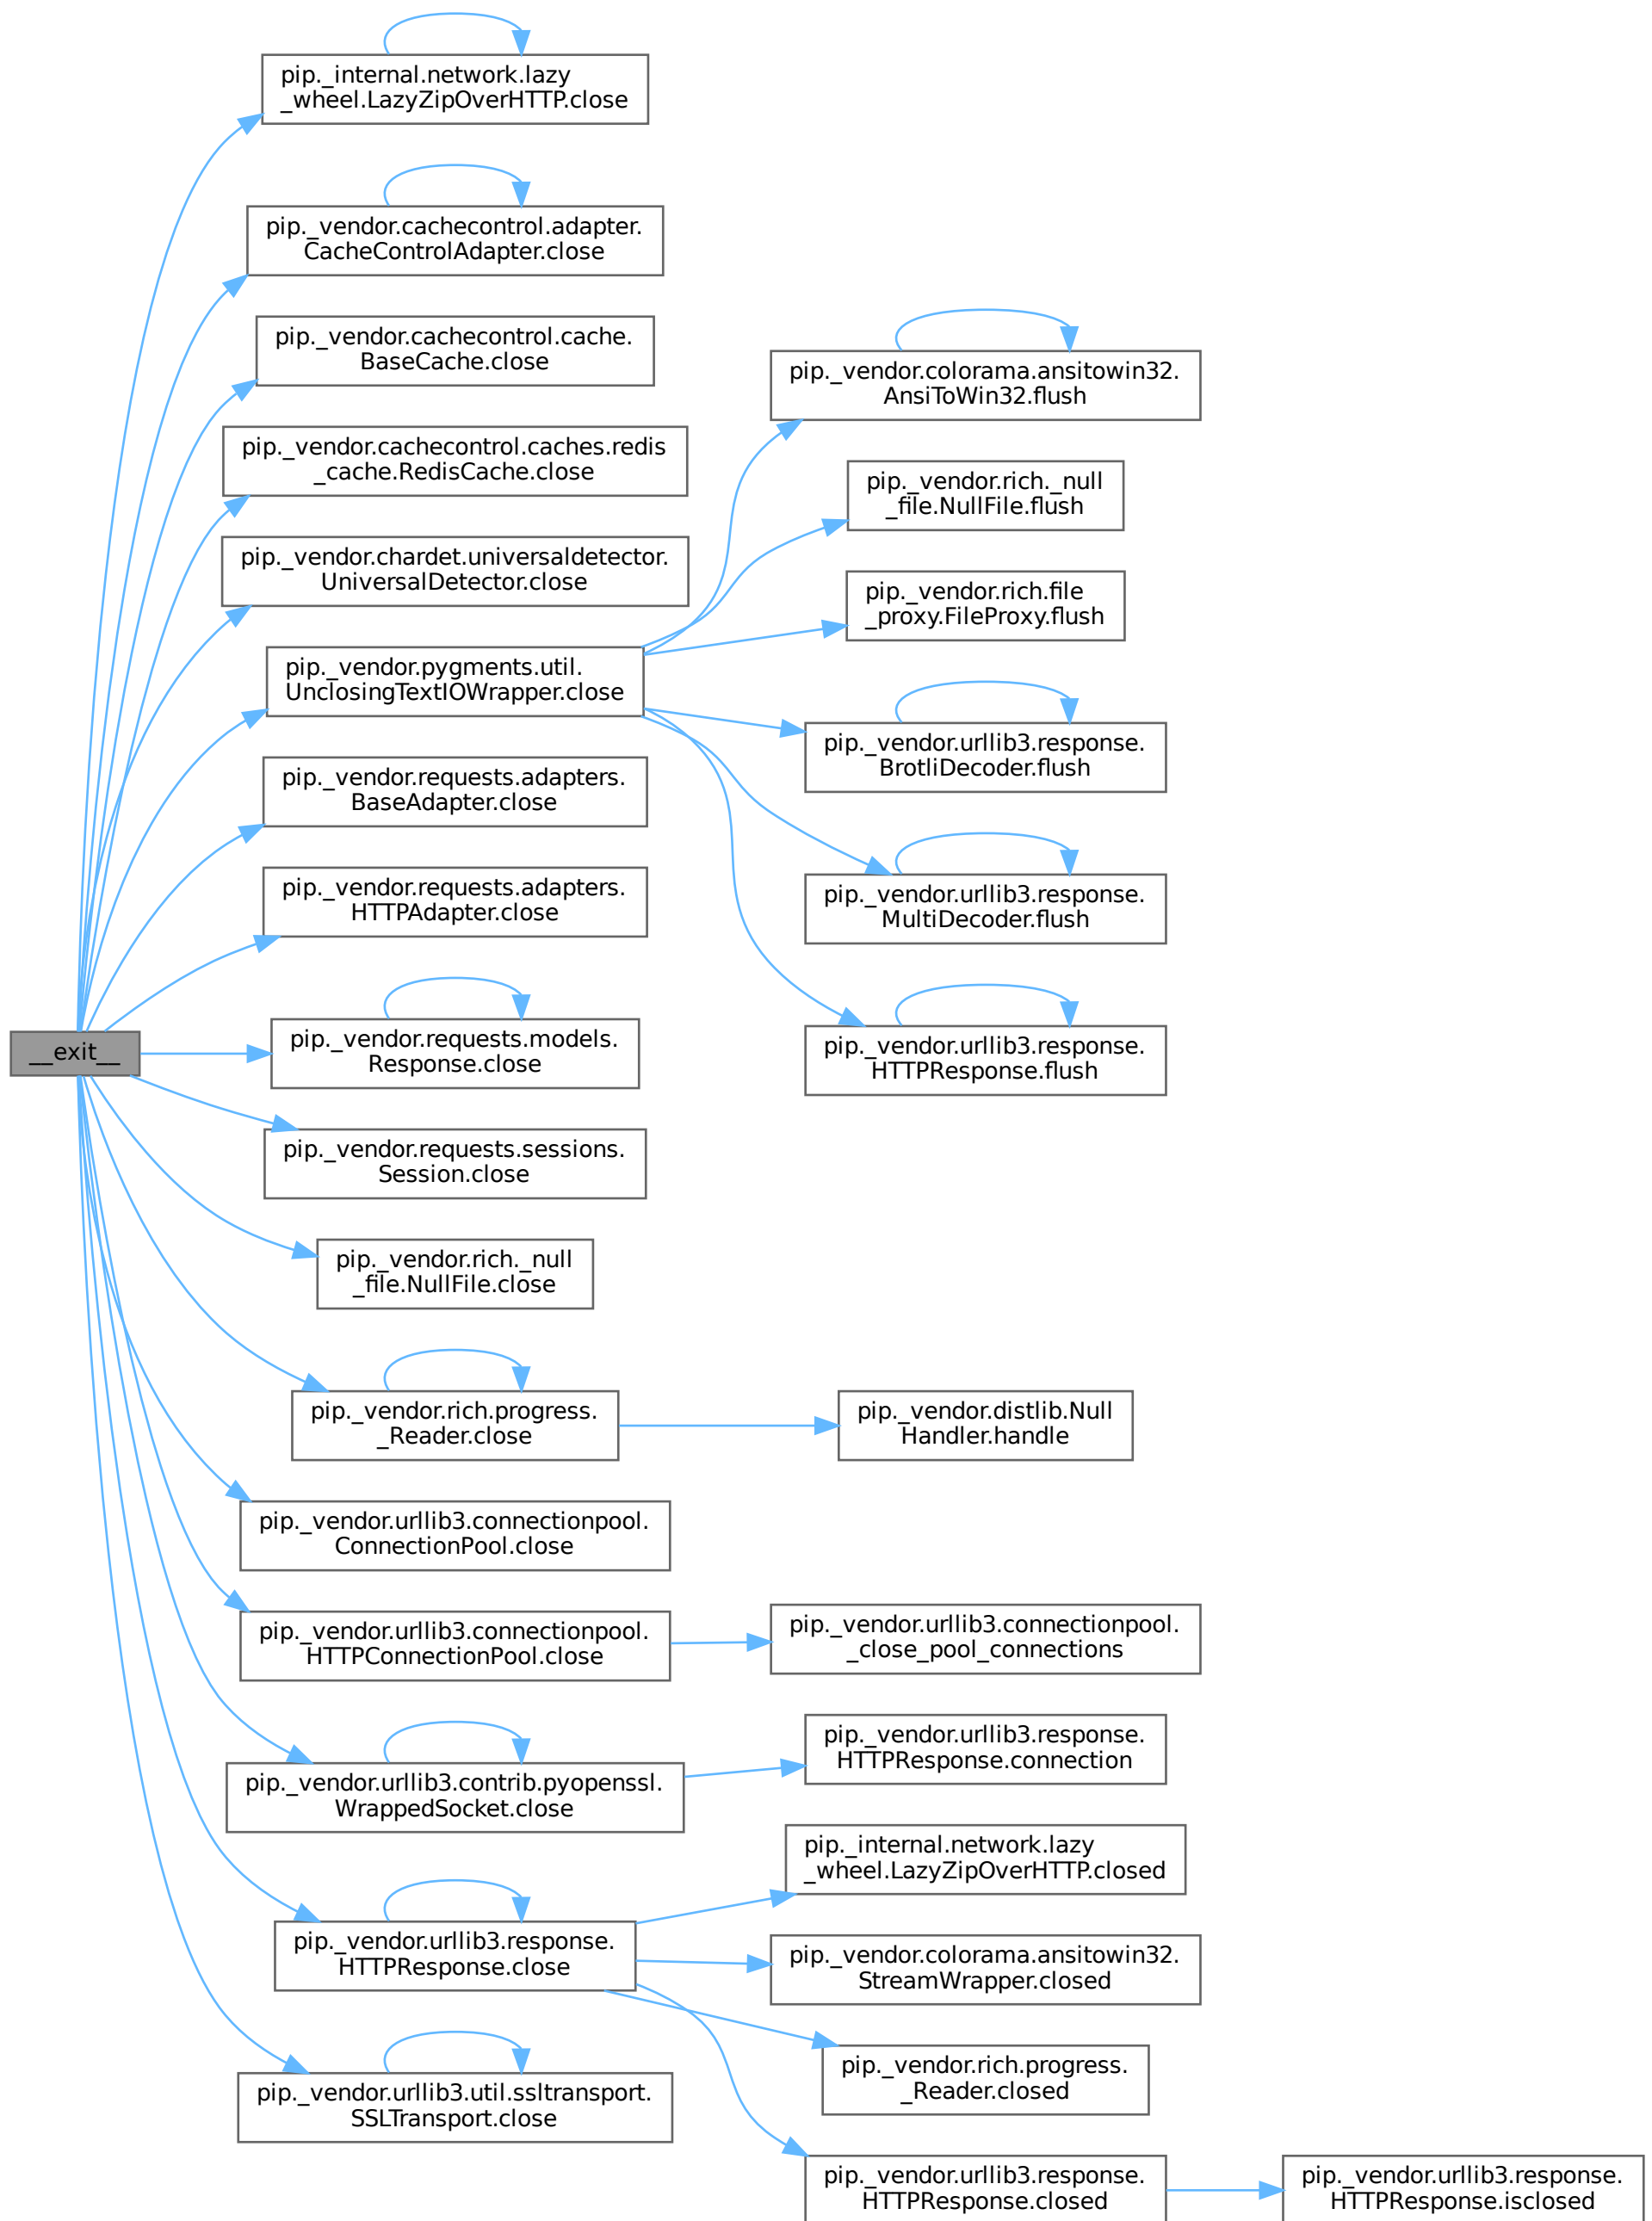 __exit__
pip._internal.network.lazy
_wheel.LazyZipOverHTTP.close
pip._vendor.cachecontrol.adapter.
CacheControlAdapter.close
pip._vendor.cachecontrol.cache.
BaseCache.close
pip._vendor.cachecontrol.caches.redis
_cache.RedisCache.close
pip._vendor.chardet.universaldetector.
UniversalDetector.close
pip._vendor.pygments.util.
UnclosingTextIOWrapper.close
pip._vendor.colorama.ansitowin32.
AnsiToWin32.flush
pip._vendor.rich._null
_file.NullFile.flush
pip._vendor.rich.file
_proxy.FileProxy.flush
pip._vendor.urllib3.response.
BrotliDecoder.flush
pip._vendor.urllib3.response.
MultiDecoder.flush
pip._vendor.urllib3.response.
HTTPResponse.flush
pip._vendor.requests.adapters.
BaseAdapter.close
pip._vendor.requests.adapters.
HTTPAdapter.close
pip._vendor.requests.models.
Response.close
pip._vendor.requests.sessions.
Session.close
pip._vendor.rich._null
_file.NullFile.close
pip._vendor.rich.progress.
_Reader.close
pip._vendor.distlib.Null
Handler.handle
pip._vendor.urllib3.connectionpool.
ConnectionPool.close
pip._vendor.urllib3.connectionpool.
HTTPConnectionPool.close
pip._vendor.urllib3.connectionpool.
_close_pool_connections
pip._vendor.urllib3.contrib.pyopenssl.
WrappedSocket.close
pip._vendor.urllib3.response.
HTTPResponse.connection
pip._vendor.urllib3.response.
HTTPResponse.close
pip._internal.network.lazy
_wheel.LazyZipOverHTTP.closed
pip._vendor.colorama.ansitowin32.
StreamWrapper.closed
pip._vendor.rich.progress.
_Reader.closed
pip._vendor.urllib3.response.
HTTPResponse.closed
pip._vendor.urllib3.response.
HTTPResponse.isclosed
pip._vendor.urllib3.util.ssltransport.
SSLTransport.close